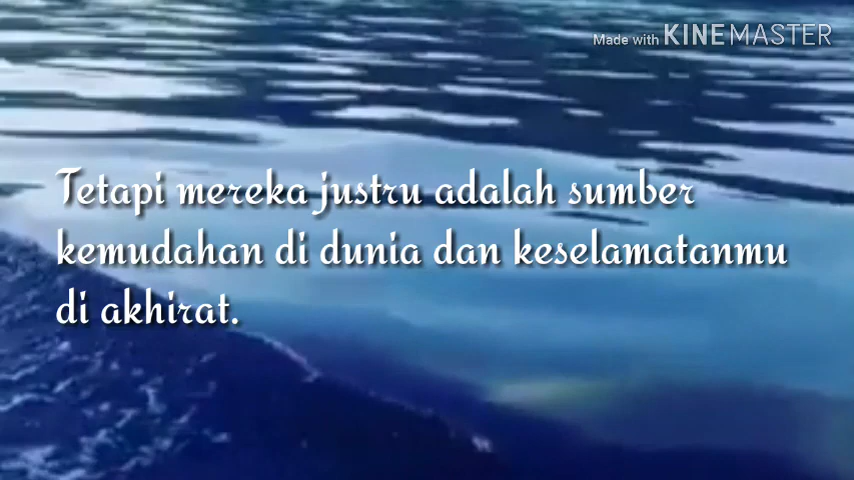 Made with KINEMASTER
Tetapi mereka justru adalah sumber
kemudahan di dunia dan keselamatanmu
di akhirat.